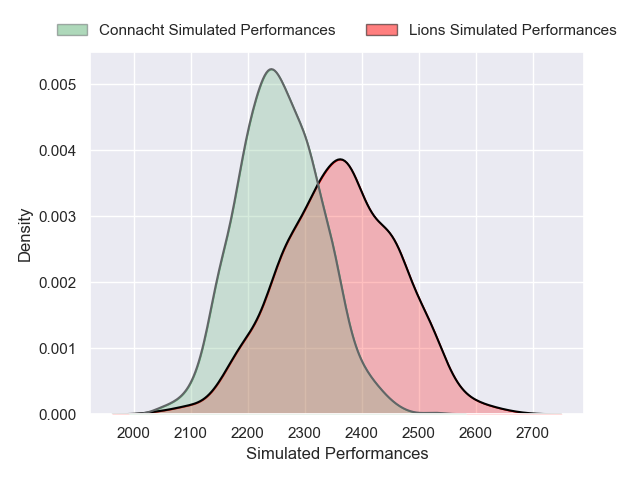 Connacht Simulated Performances Lions Simulated Performances
0.005
0.004
0.003
0.002
0.001
0.000
Density
2000 2100 2200 2300 2400 2500 2600 2700
Simulated Performances